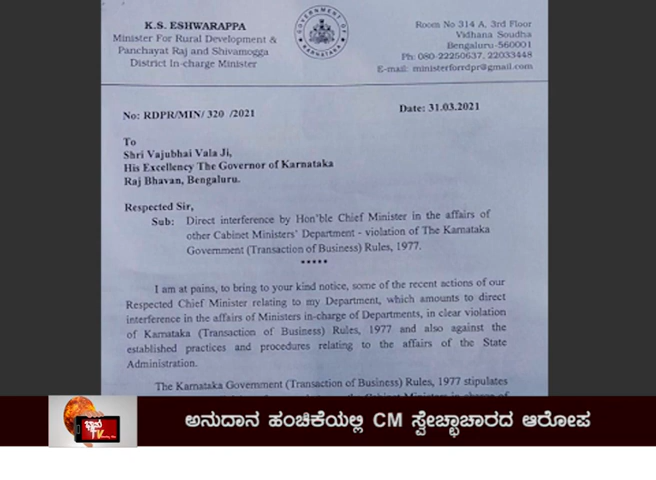 K.S. ESHWARAPPA
Minister For Rural Development &
Panchayat Raj and Shivamogga
District In-charge Minister
GOVERNMENT OF KARNATAKA
Room No 314 A, 3rd Floor
Vidhana Soudha
Bengaluru-560001
Ph: 080-22250637, 22033448
E-mail: ministerforrdpr@gmail.com
No: RDPR/MIN/ 320 /2021
Date: 31.03.2021
To
Shri Vajubhai Vala Ji,
His Excellency The Governor of Karnataka
Raj Bhavan, Bengaluru.
Respected Sir,
Sub: Direct interference by Hon'ble Chief Minister in the affairs of
other Cabinet Ministers' Department - violation of The Karnataka
Government (Transaction of Business) Rules, 1977.
*****
I am at pains, to bring to your kind notice, some of the recent actions of our
Respected Chief Minister relating to my Department, which amounts to direct
interference in the affairs of Ministers in-charge of Departments, in clear violation
of Karnataka (Transaction of Business) Rules, 1977 and also against the
established practices and procedures relating to the affairs of the State
Administration.
The Karnataka Government (Transaction of Business) Rules, 1977 stipulates
TV
ಅನುದಾನ ಹಂಚಿಕೆಯಲ್ಲಿ CM ಸ್ವೇಚ್ಛಾಚಾರದ ಆರೋಪ